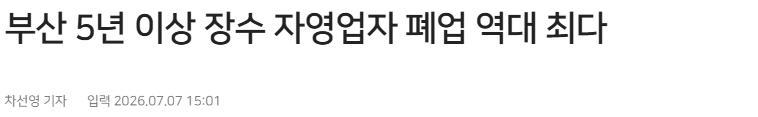 부산 5년 이상 장수 자영업자 폐업 역대 최다
차선영 기자 입력 2026.07.07 15:01